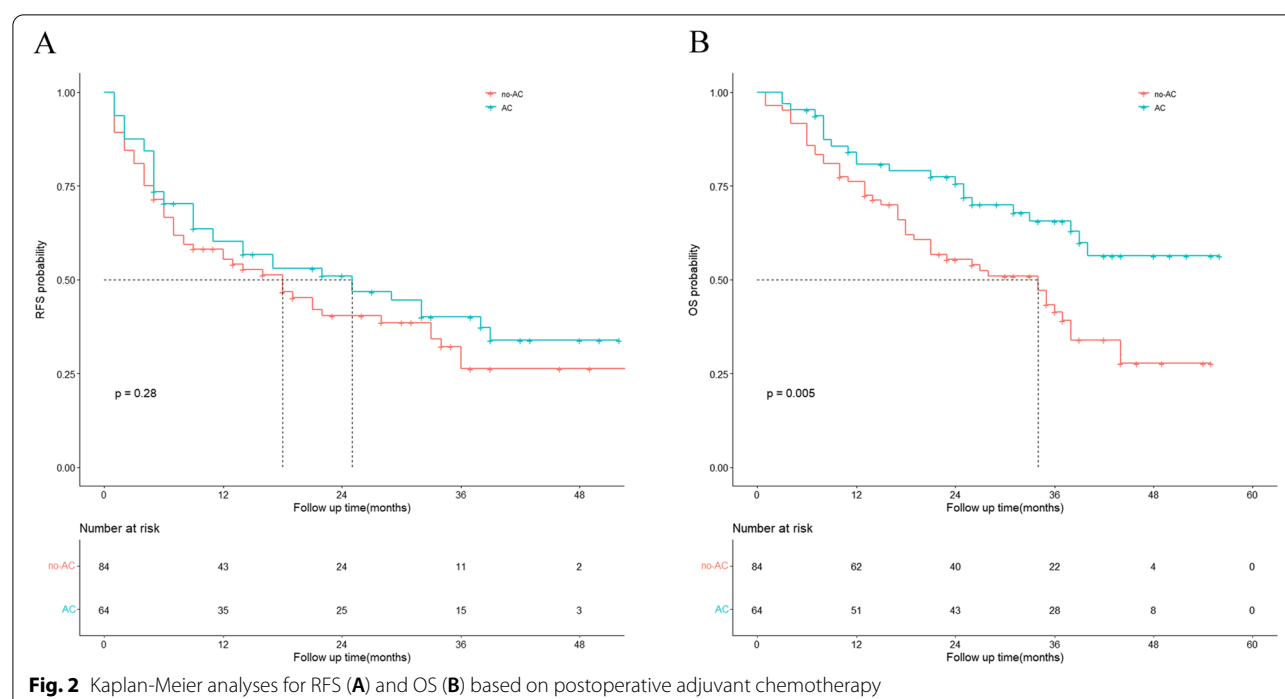 A
1.00
0.75
0.50
0.25
0.00
RFS probability
no-AC
AC
p = 0.28
0 12 24 36 48
Follow up time(months)
Number at risk
no-AC 84 43 24 11 2
AC 64 35 25 15 3
0 12 24 36 48
Follow up time(months)
B
1.00
0.75
0.50
0.25
0.00
OS probability
no-AC
AC
p = 0.005
0 12 24 36 48 60
Follow up time(months)
Number at risk
no-AC 84 62 40 22 4 0
AC 64 51 43 28 8 0
0 12 24 36 48 60
Follow up time(months)
Fig. 2 Kaplan-Meier analyses for RFS (A) and OS (B) based on postoperative adjuvant chemotherapy